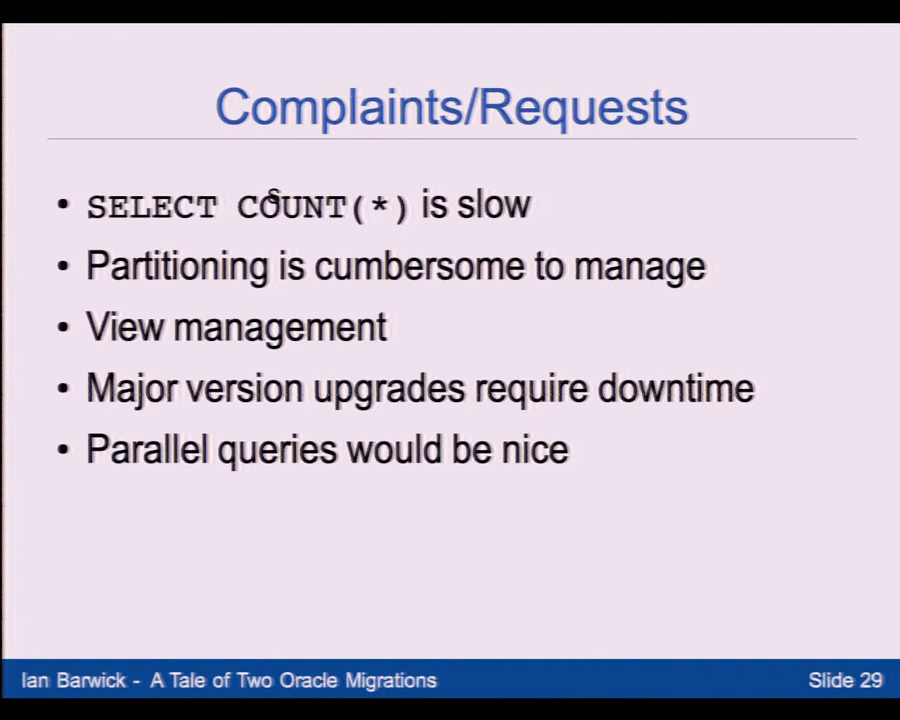 Complaints/Requests
• SELECT COUNT(*) is slow
• Partitioning is cumbersome to manage
• View management
• Major version upgrades require downtime
• Parallel queries would be nice
Ian Barwick - A Tale of Two Oracle Migrations
Slide 29